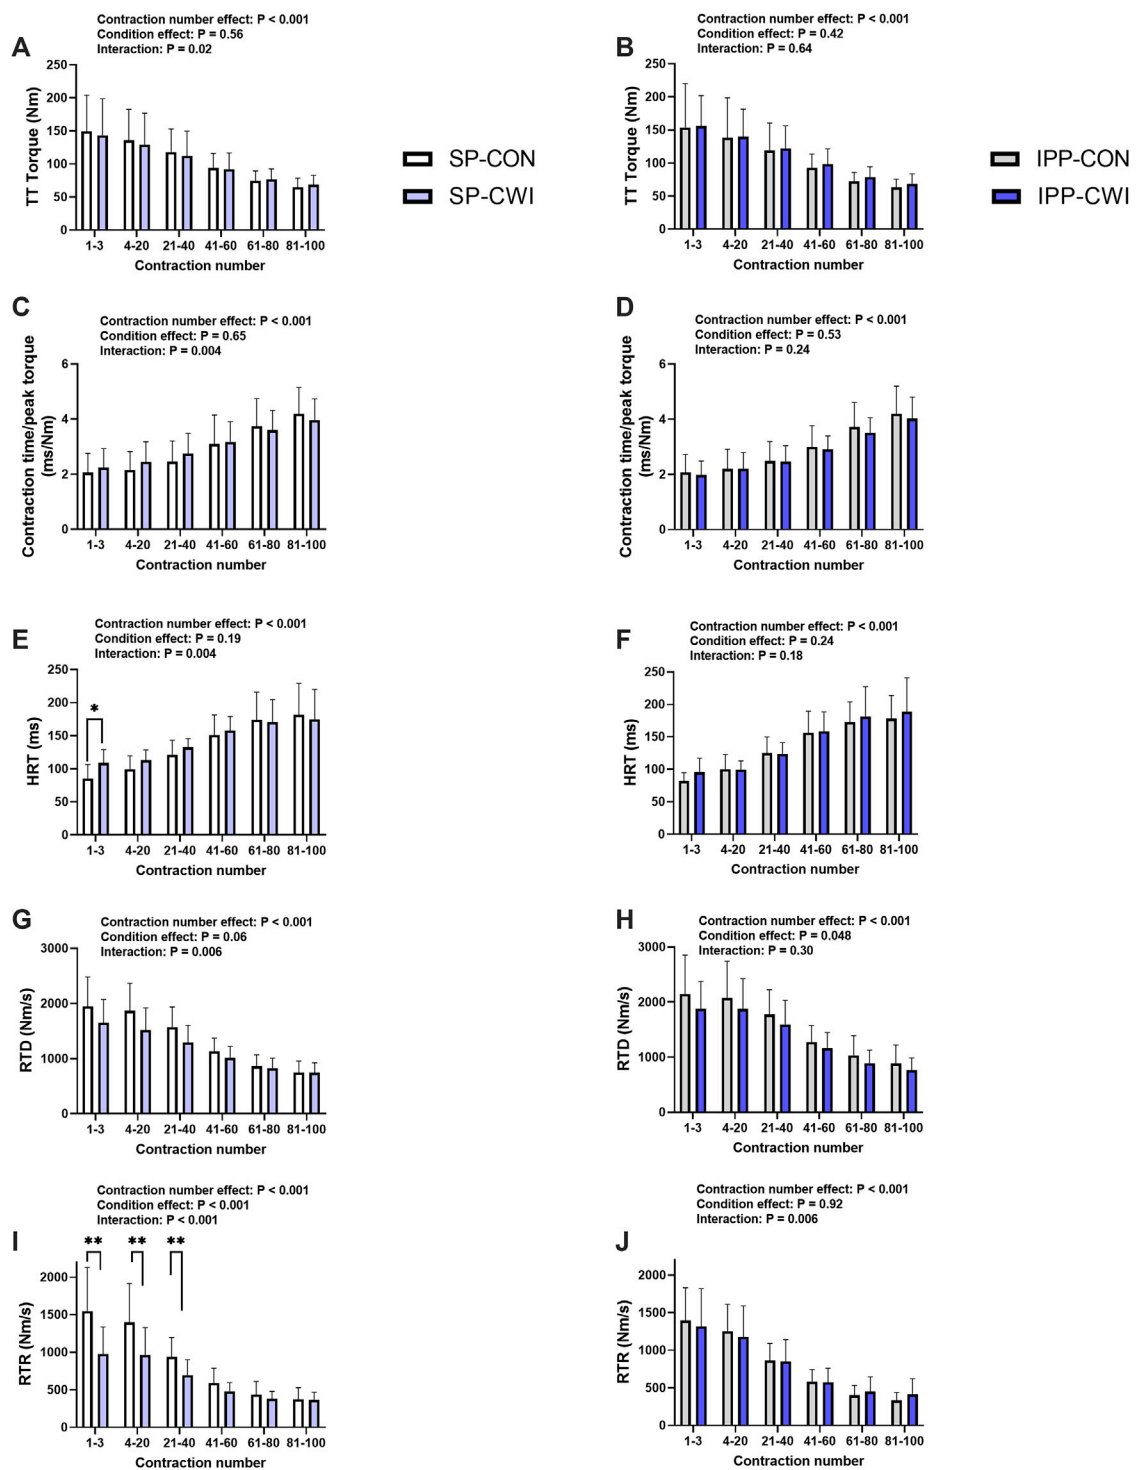 A
Contraction number effect: P < 0.001
Condition effect: P = 0.56
Interaction: P = 0.02
TT Torque (Nm)
250
200
150
100
50
0
1-3 4-20 21-40 41-60 61-80 81-100
Contraction number
SP-CON
SP-CWI
B
Contraction number effect: P < 0.001
Condition effect: P = 0.42
Interaction: P = 0.64
TT Torque (Nm)
250
200
150
100
50
0
1-3 4-20 21-40 41-60 61-80 81-100
Contraction number
IPP-CON
IPP-CWI
C
Contraction number effect: P < 0.001
Condition effect: P = 0.65
Interaction: P = 0.004
Contraction time/peak torque
(ms/Nm)
6
4
2
0
1-3 4-20 21-40 41-60 61-80 81-100
Contraction number
D
Contraction number effect: P < 0.001
Condition effect: P = 0.53
Interaction: P = 0.24
Contraction time/peak torque
(ms/Nm)
6
4
2
0
1-3 4-20 21-40 41-60 61-80 81-100
Contraction number
E
Contraction number effect: P < 0.001
Condition effect: P = 0.19
Interaction: P = 0.004
HRT (ms)
250
200
150
100
50
0
*
1-3 4-20 21-40 41-60 61-80 81-100
Contraction number
F
Contraction number effect: P < 0.001
Condition effect: P = 0.24
Interaction: P = 0.18
HRT (ms)
250
200
150
100
50
0
1-3 4-20 21-40 41-60 61-80 81-100
Contraction number
G
Contraction number effect: P < 0.001
Condition effect: P = 0.06
Interaction: P = 0.006
RTD (Nm/s)
3000
2000
1000
0
1-3 4-20 21-40 41-60 61-80 81-100
Contraction number
H
Contraction number effect: P < 0.001
Condition effect: P = 0.048
Interaction: P = 0.30
RTD (Nm/s)
3000
2000
1000
0
1-3 4-20 21-40 41-60 61-80 81-100
Contraction number
I
Contraction number effect: P < 0.001
Condition effect: P < 0.001
Interaction: P < 0.001
** ** **
RTR (Nm/s)
2000
1500
1000
500
0
1-3 4-20 21-40 41-60 61-80 81-100
Contraction number
J
Contraction number effect: P < 0.001
Condition effect: P = 0.92
Interaction: P = 0.006
RTR (Nm/s)
2000
1500
1000
500
0
1-3 4-20 21-40 41-60 61-80 81-100
Contraction number